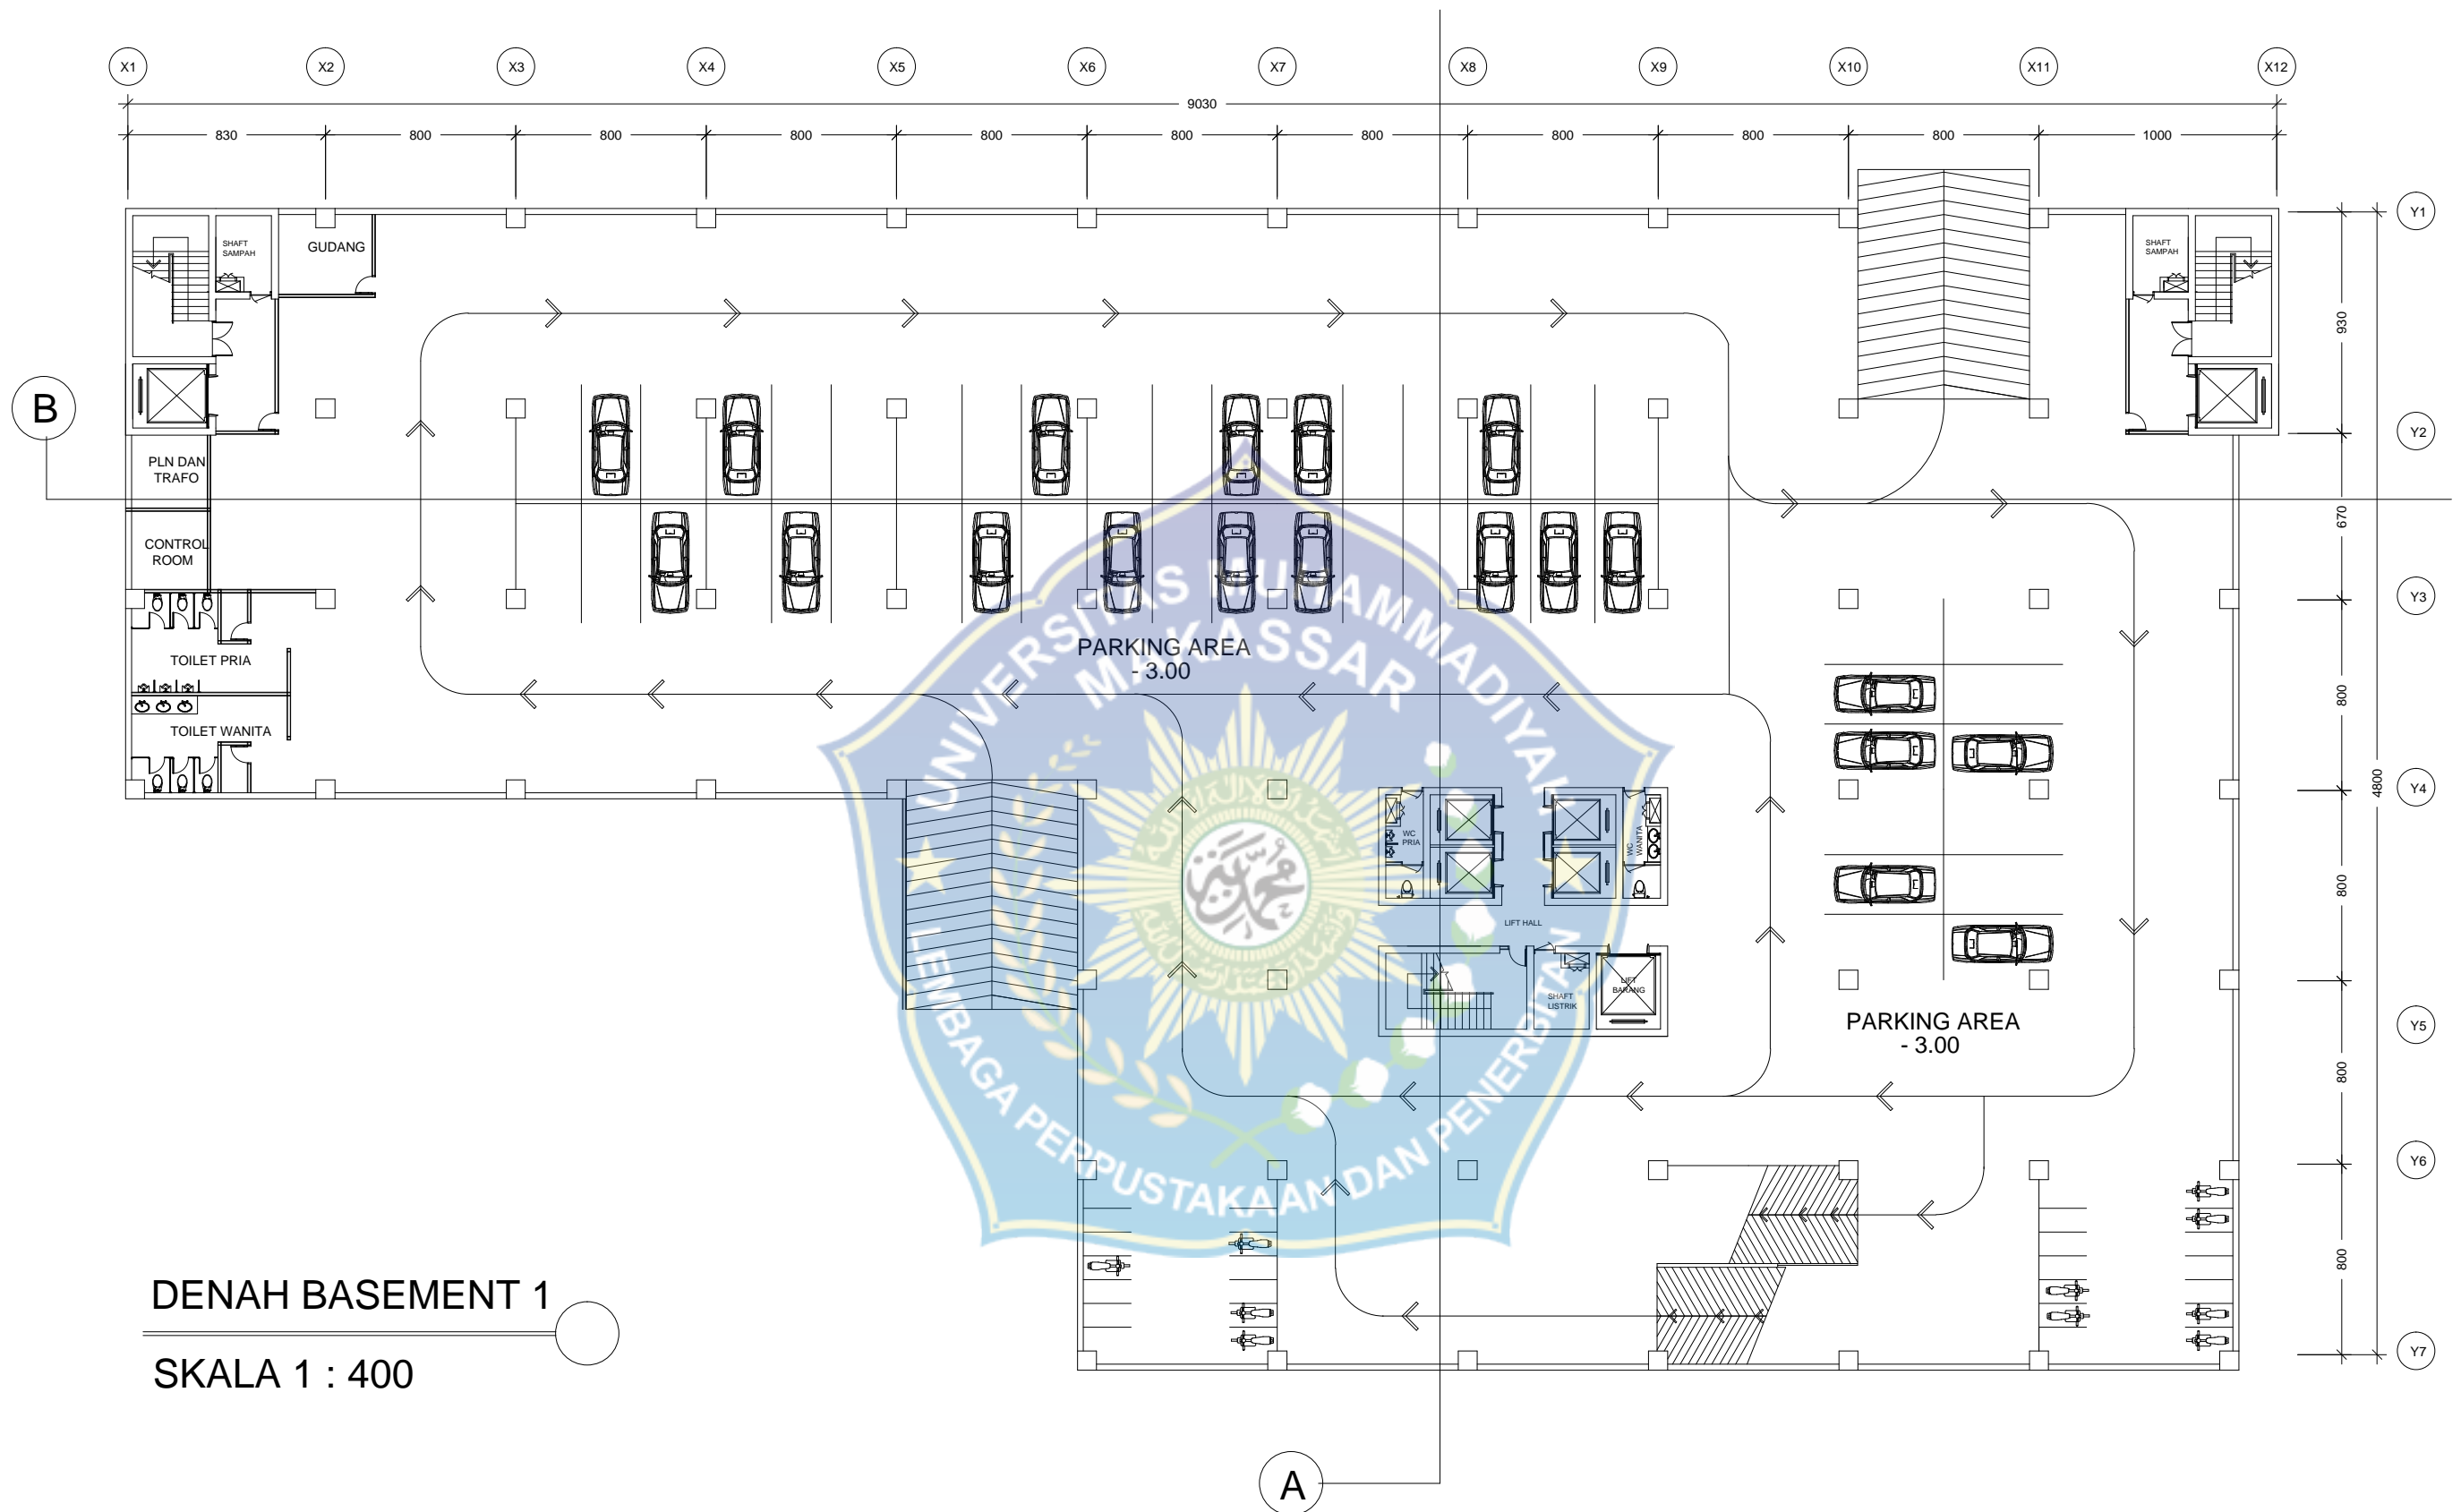 X1 X2 X3 X4 X5 X6 X7 X8 X9 X10 X11 X12
9030
830 800 800 800 800 800 800 800 800 800 1000
Y1
SHAFT
SAMPAH
GUDANG
SHAFT
SAMPAH
930
B
Y2
PLN DAN
TRAFO
670
CONTROL
ROOM
Y3
UNIVERSITAS MUHAMMADIYAH
MAKASSAR
PARKING AREA
- 3.00
TOILET PRIA
TOILET WANITA
800
4800
Y4
WC
PRIA
WC
WANITA
800
LIFT HALL
LIFT
BARANG
SHAFT
LISTRIK
PARKING AREA
- 3.00
Y5
800
LEMBAGA PERPUSTAKAAN DAN PENERBITAN
Y6
800
Y7
DENAH BASEMENT 1
SKALA 1 : 400
A